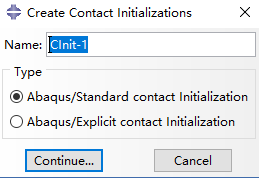 Create Contact Initializations
Name: CInit-1
Type
Abaqus/Standard contact Initialization
Abaqus/Explicit contact Initialization
Continue... Cancel